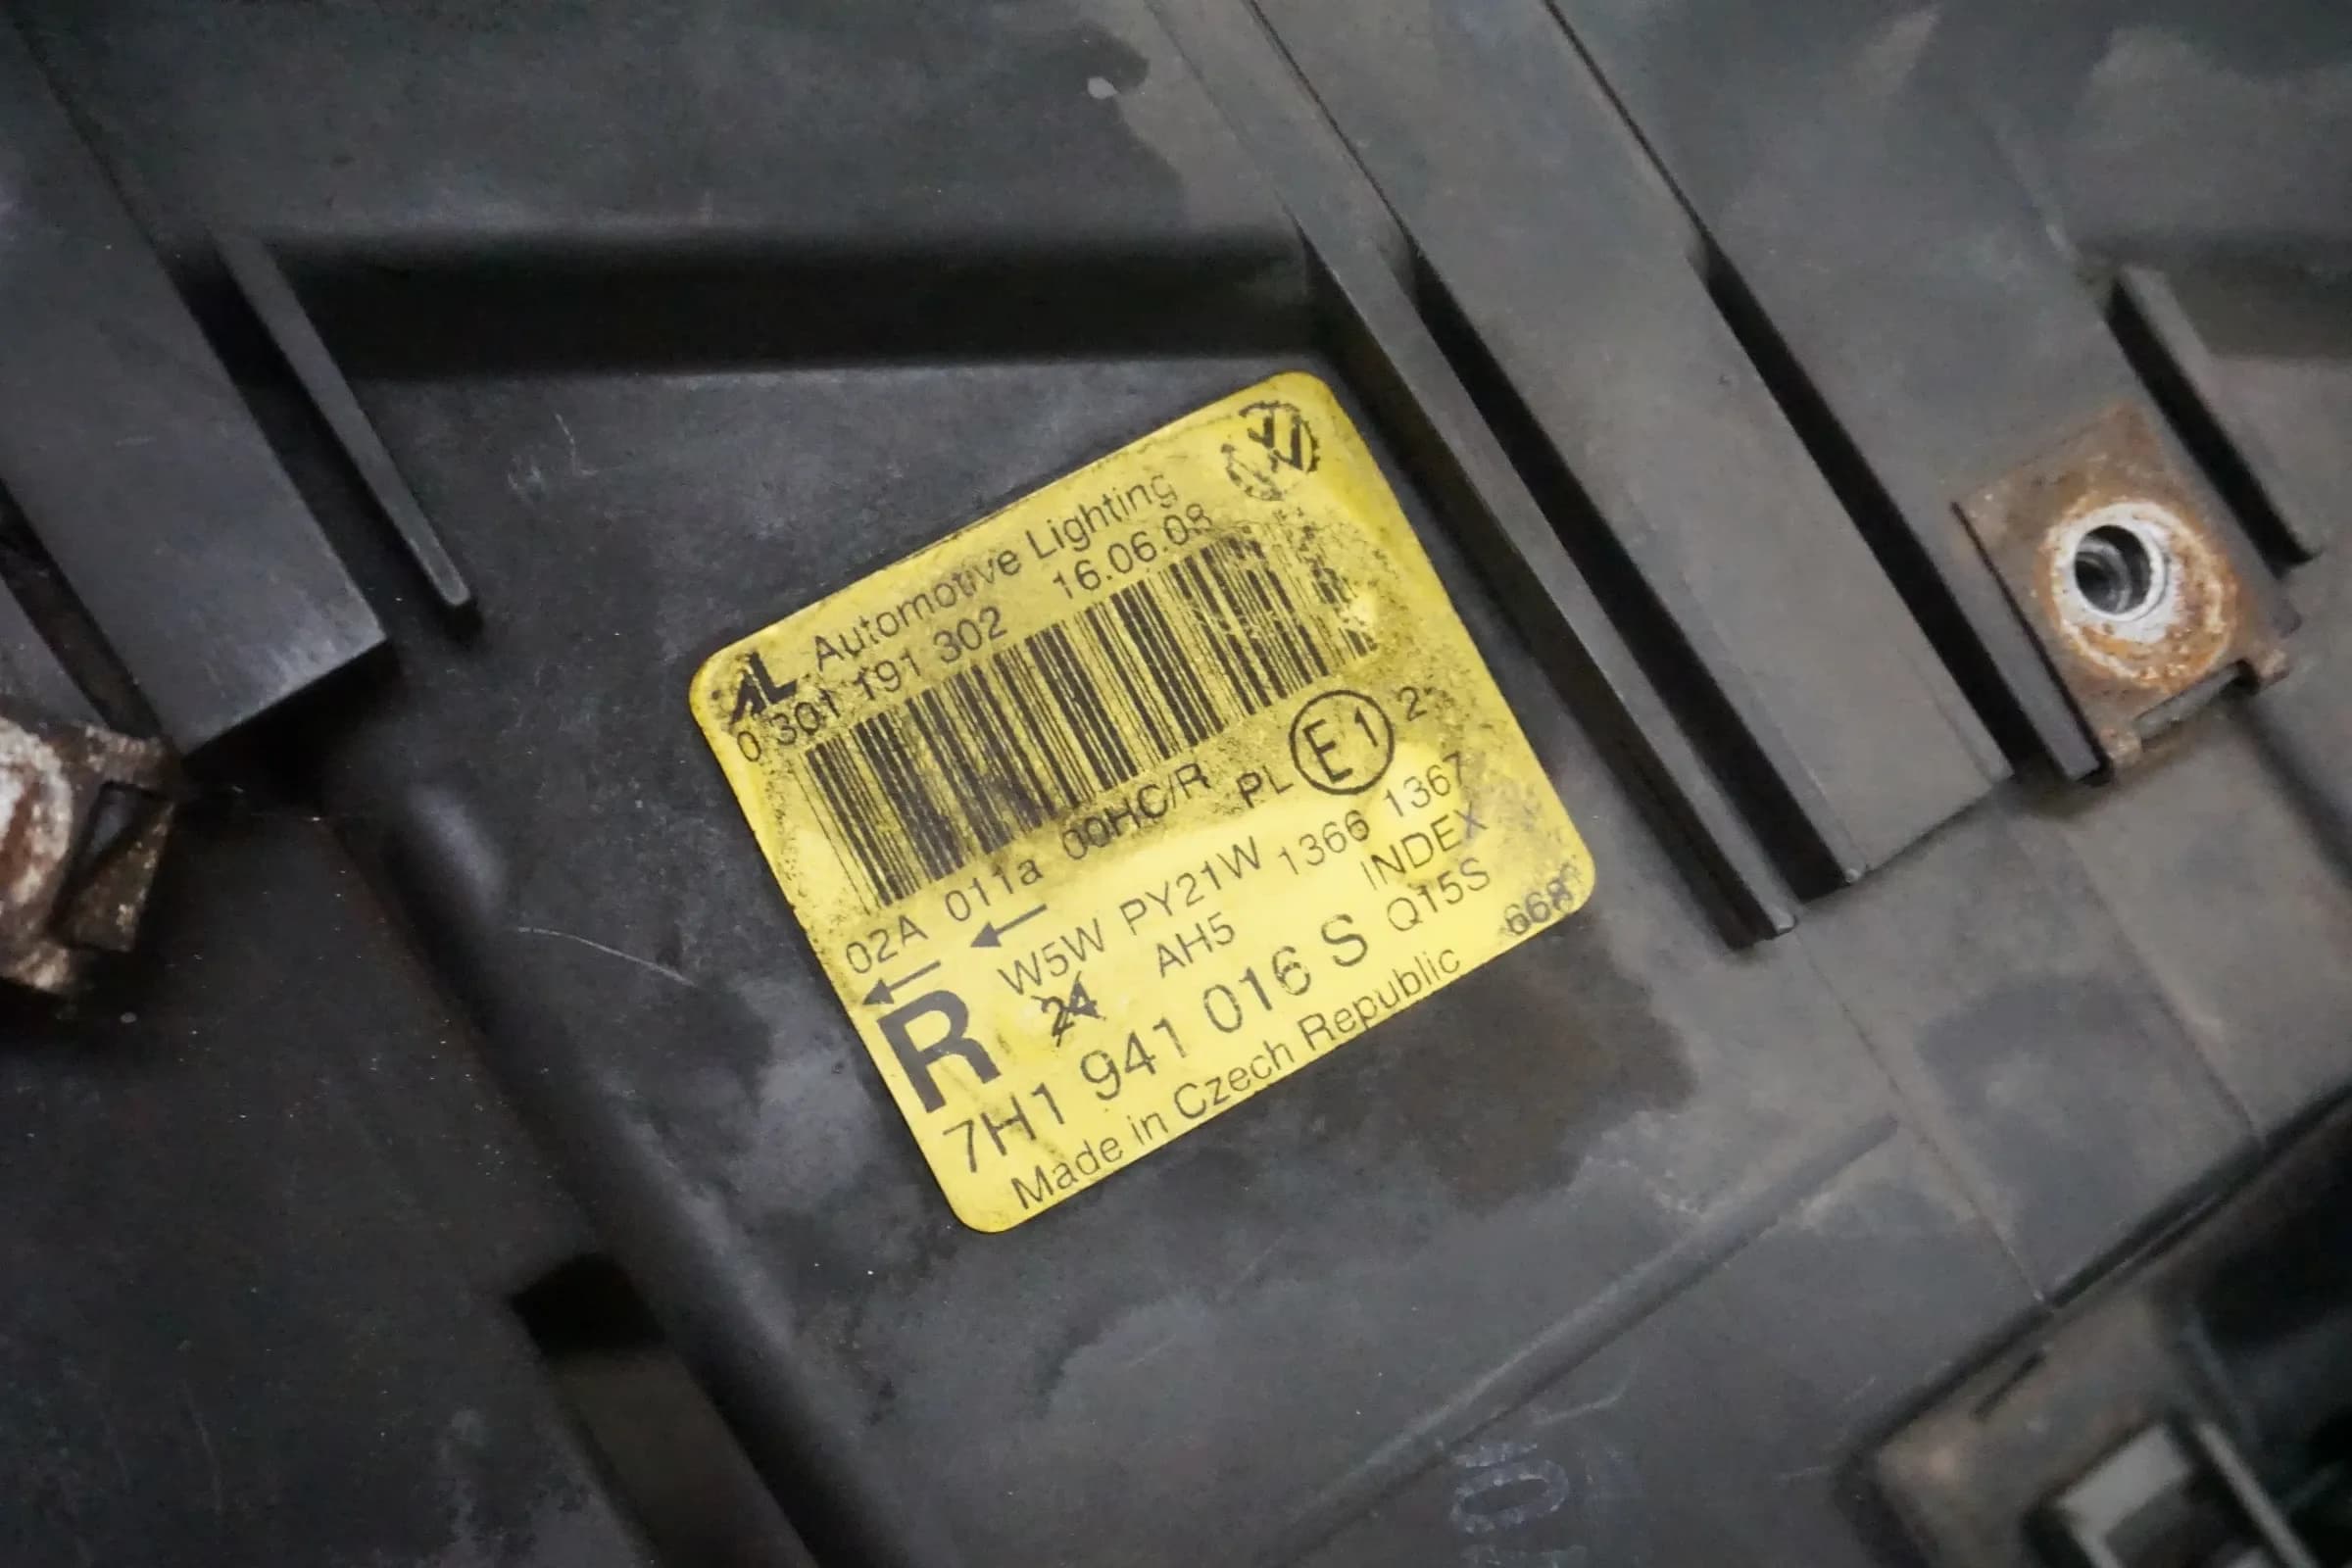 AL Automotive Lighting
0 301 191 302 16.06.08
02A 011a 00HC/R PL E1 2
W5W PY21W 1366 1367
24 AH5 INDEX
R 7H1 941 016 S Q15S
Made in Czech Republic 668